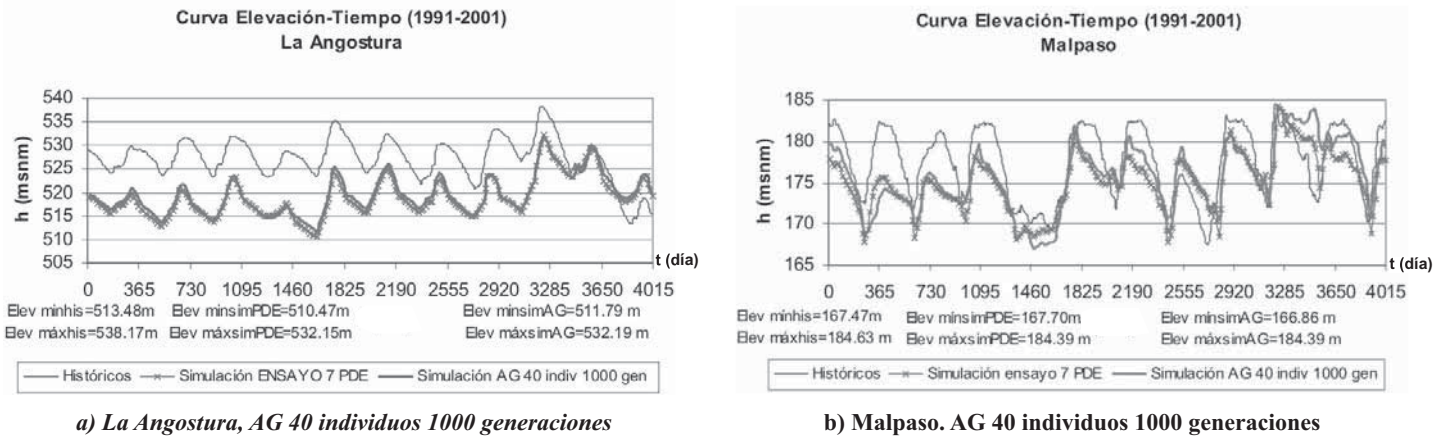 Curva Elevación-Tiempo (1991-2001)
La Angostura
h (msnm)
540
535
530
525
520
515
510
505
t (día)
0 365 730 1095 1460 1825 2190 2555 2920 3285 3650 4015
Elev mínhis=513.48m Elev mínsimPDE=510.47m Elev mínsimAG=511.79 m
Elev máxhis=538.17m Elev máxsimPDE=532.15m Elev máxsimAG=532.19 m
Históricos Simulación ENSAYO 7 PDE Simulación AG 40 indiv 1000 gen
a) La Angostura, AG 40 individuos 1000 generaciones
Curva Elevación-Tiempo (1991-2001)
Malpaso
h (msnm)
185
180
175
170
165
t (día)
0 365 730 1095 1460 1825 2190 2555 2920 3285 3650 4015
Elev mínhis=167.47m Elev mínsimPDE=167.70m Elev mínsimAG=166.86 m
Elev máxhis=184.63 m Elev máxsimPDE=184.39 m Elev máxsimAG=184.39 m
Históricos Simulación ensayo 7 PDE Simulación AG 40 indiv 1000 gen
b) Malpaso. AG 40 individuos 1000 generaciones